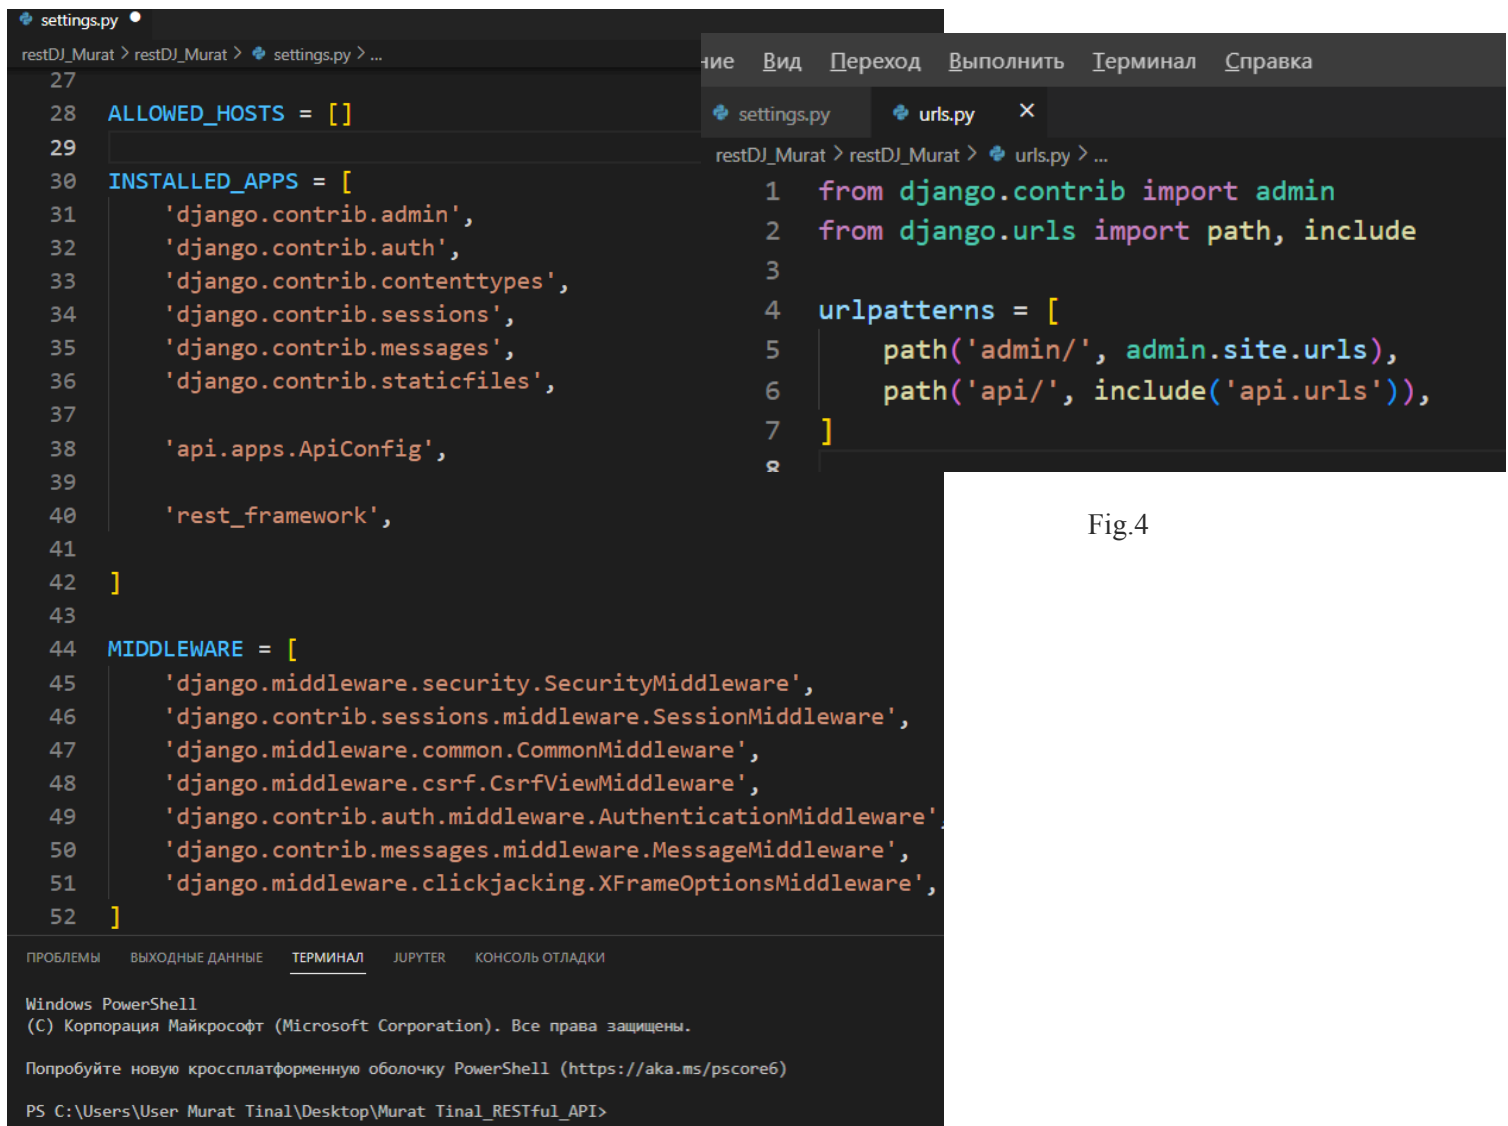 settings.py
restDJ_Murat > restDJ_Murat > settings.py > ...
27
28 ALLOWED_HOSTS = []
29
30 INSTALLED_APPS = [
31     'django.contrib.admin',
32     'django.contrib.auth',
33     'django.contrib.contenttypes',
34     'django.contrib.sessions',
35     'django.contrib.messages',
36     'django.contrib.staticfiles',
37
38     'api.apps.ApiConfig',
39
40     'rest_framework',
41
42 ]
43
44 MIDDLEWARE = [
45     'django.middleware.security.SecurityMiddleware',
46     'django.contrib.sessions.middleware.SessionMiddleware',
47     'django.middleware.common.CommonMiddleware',
48     'django.middleware.csrf.CsrfViewMiddleware',
49     'django.contrib.auth.middleware.AuthenticationMiddleware',
50     'django.contrib.messages.middleware.MessageMiddleware',
51     'django.middleware.clickjacking.XFrameOptionsMiddleware',
52 ]
ПРОБЛЕМЫ ВЫХОДНЫЕ ДАННЫЕ ТЕРМИНАЛ JUPYTER КОНСОЛЬ ОТЛАДКИ
Windows PowerShell
(C) Корпорация Майкрософт (Microsoft Corporation). Все права защищены.
Попробуйте новую кроссплатформенную оболочку PowerShell (https://aka.ms/pscore6)
PS C:\Users\User Murat Tinal\Desktop\Murat Tinal_RESTful_API>
ние Вид Переход Выполнить Терминал Справка
settings.py urls.py ×
restDJ_Murat > restDJ_Murat > urls.py > ...
1 from django.contrib import admin
2 from django.urls import path, include
3
4 urlpatterns = [
5     path('admin/', admin.site.urls),
6     path('api/', include('api.urls')),
7 ]
8
Fig.4